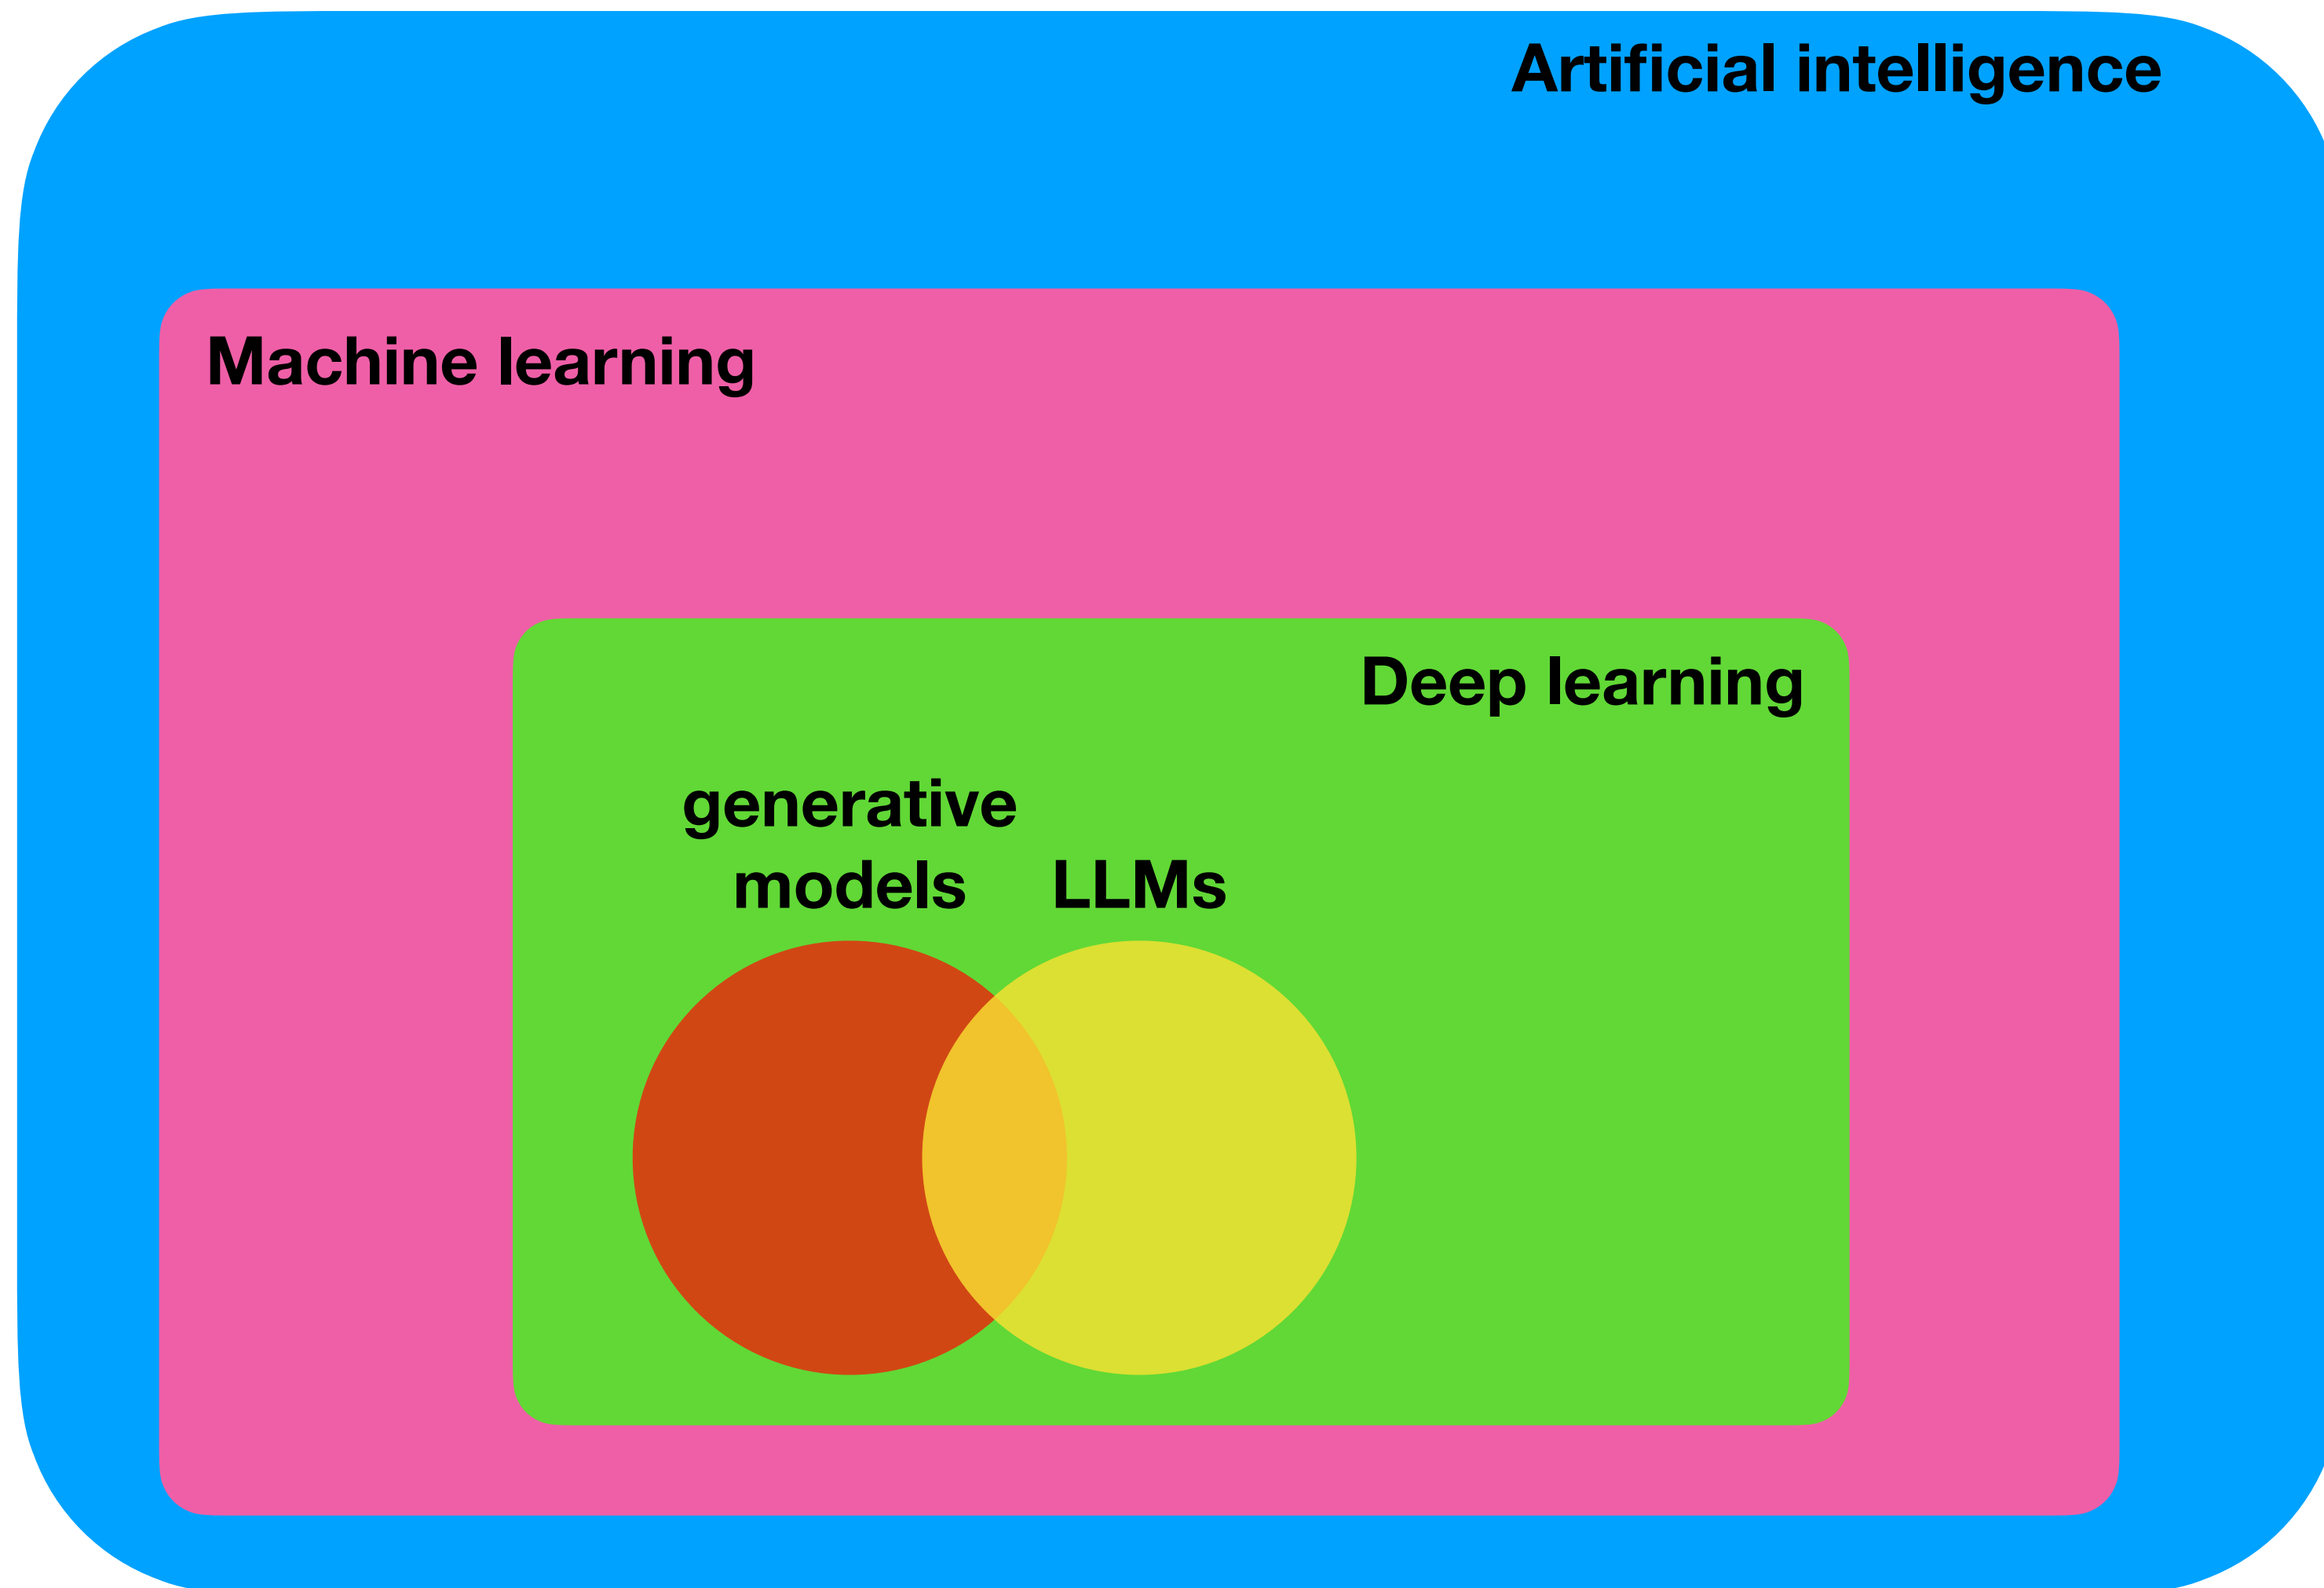 Artificial intelligence
Machine learning
Deep learning
generative
models
LLMs